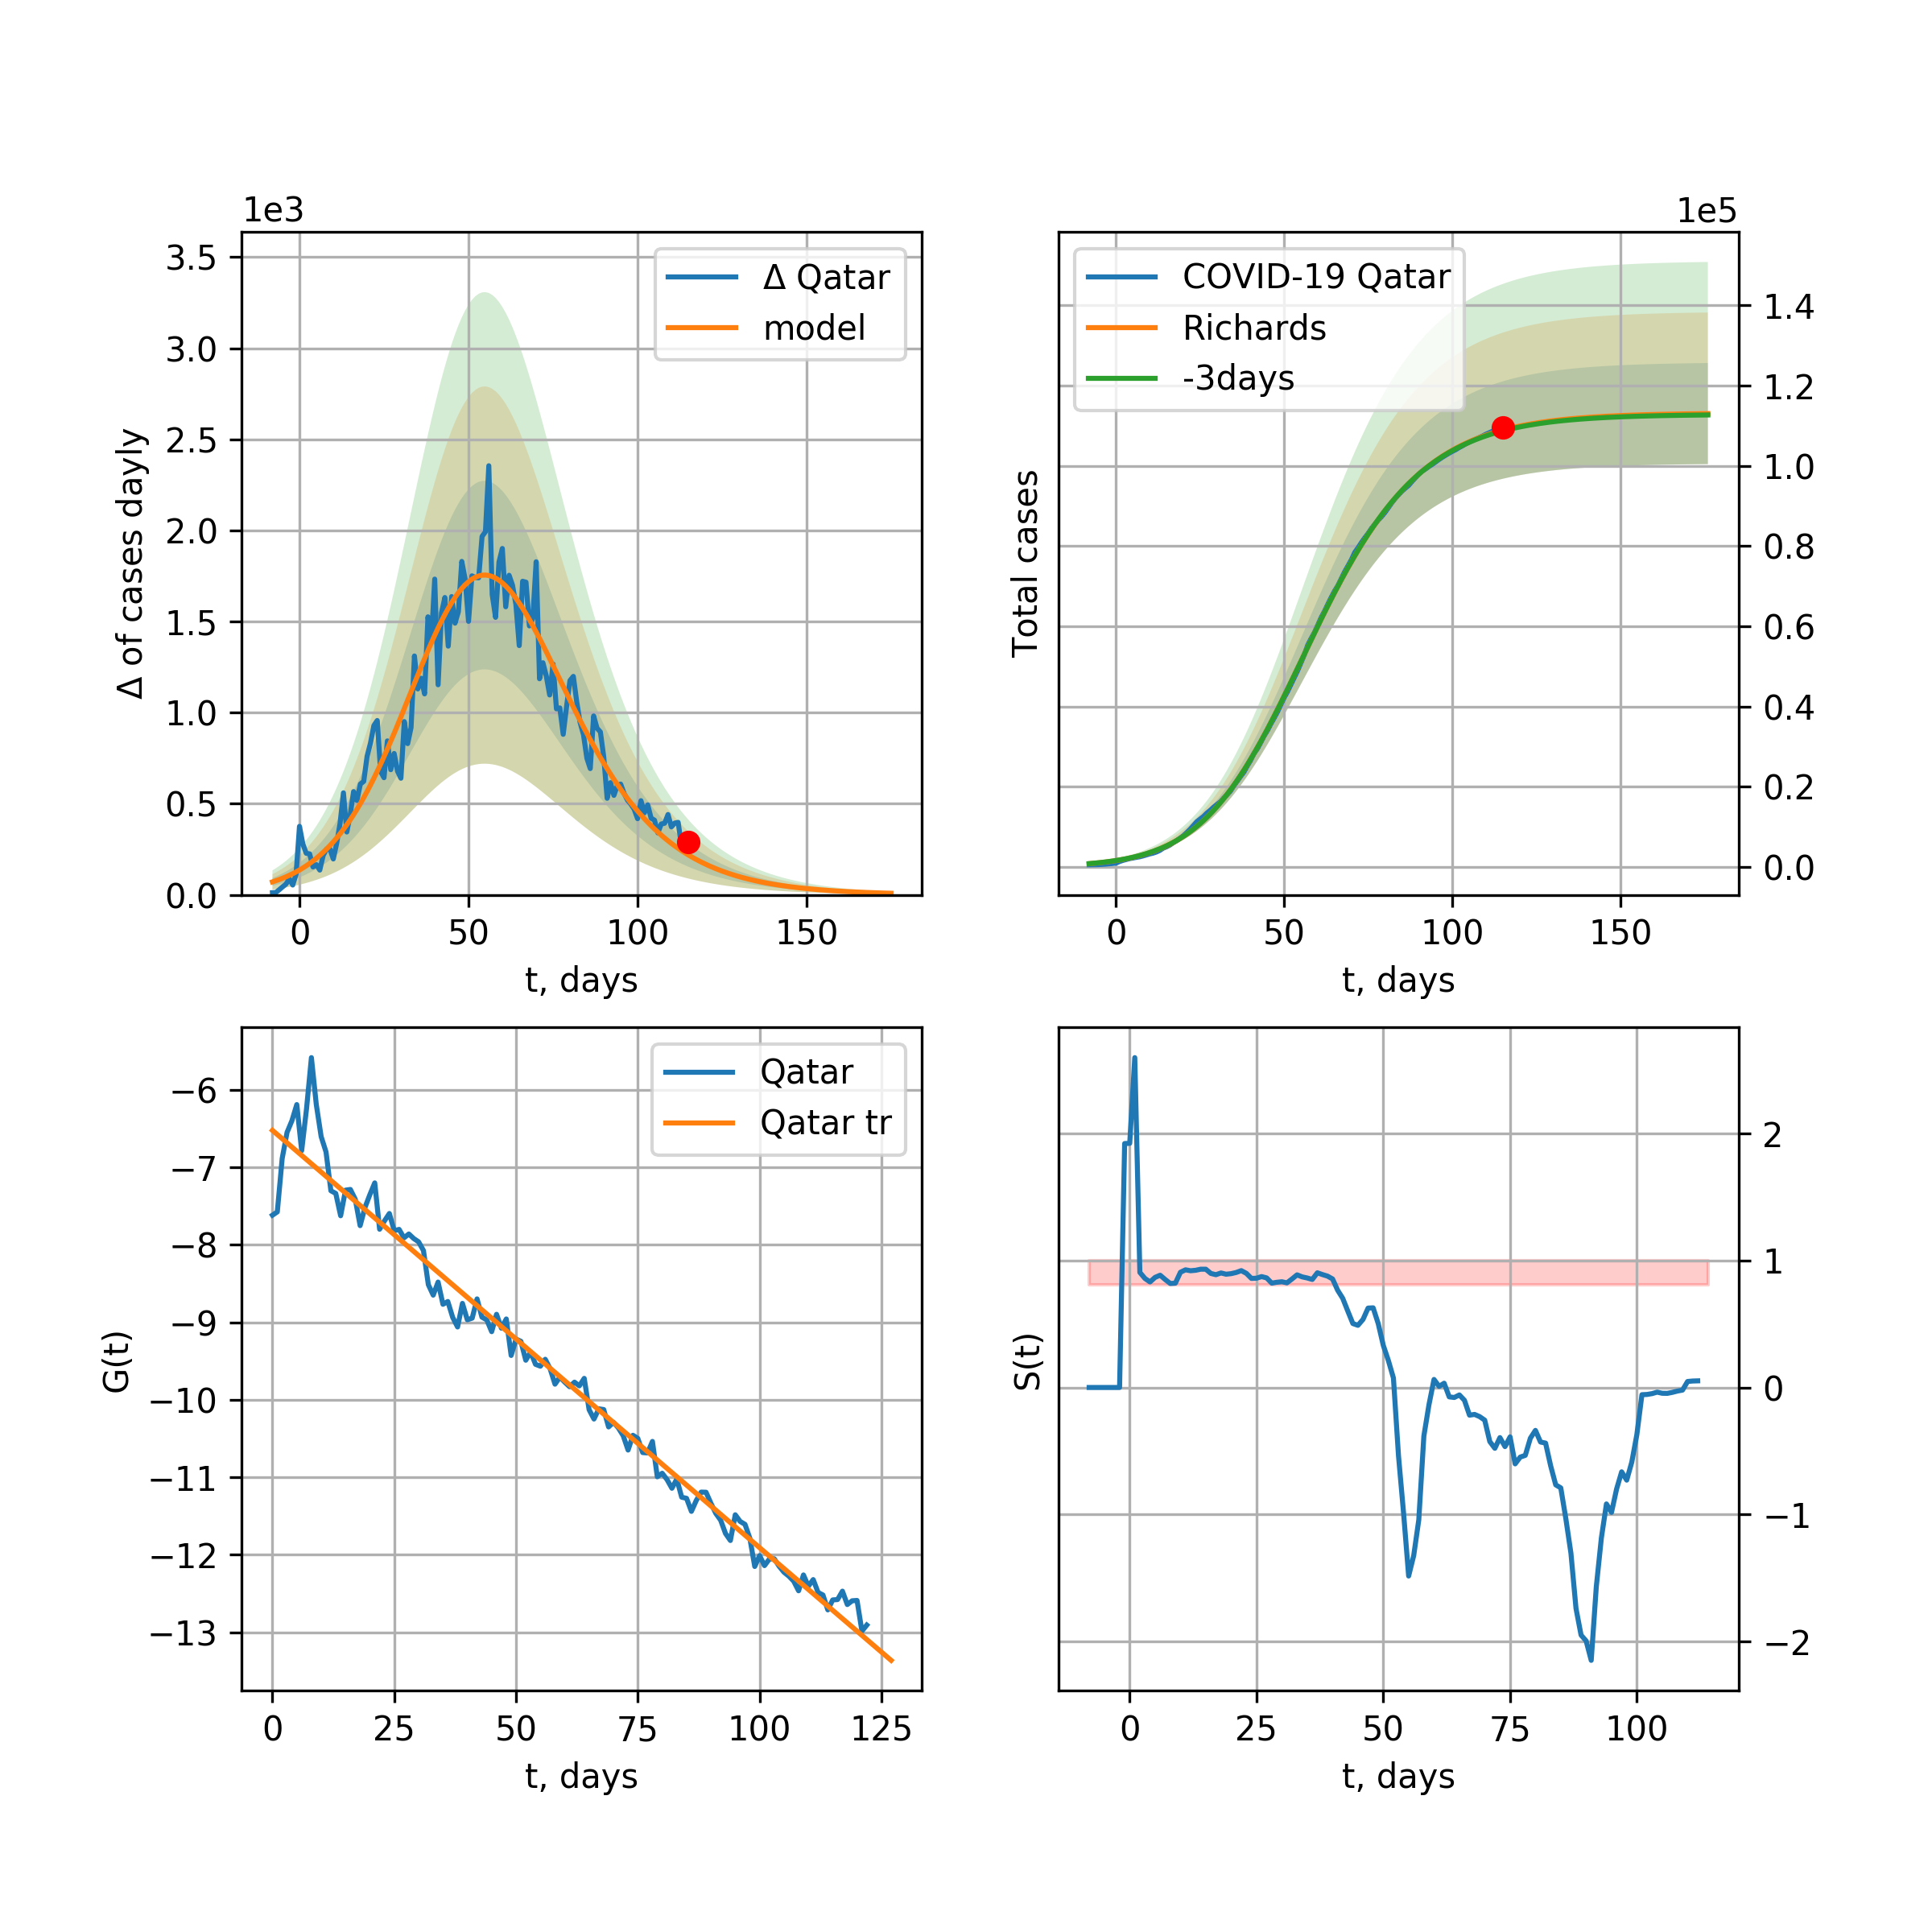 1e3
3.5
3.0
2.5
2.0
1.5
1.0
0.5
0.0
Δ of cases dayly
Δ Qatar
model
0 50 100 150
t, days
1e5
Total cases
COVID-19 Qatar
Richards
-3days
1.4
1.2
1.0
0.8
0.6
0.4
0.2
0.0
0 50 100 150
t, days
G(t)
−6
−7
−8
−9
−10
−11
−12
−13
Qatar
Qatar tr
0 25 50 75 100 125
t, days
S(t)
2
1
0
−1
−2
0 25 50 75 100
t, days